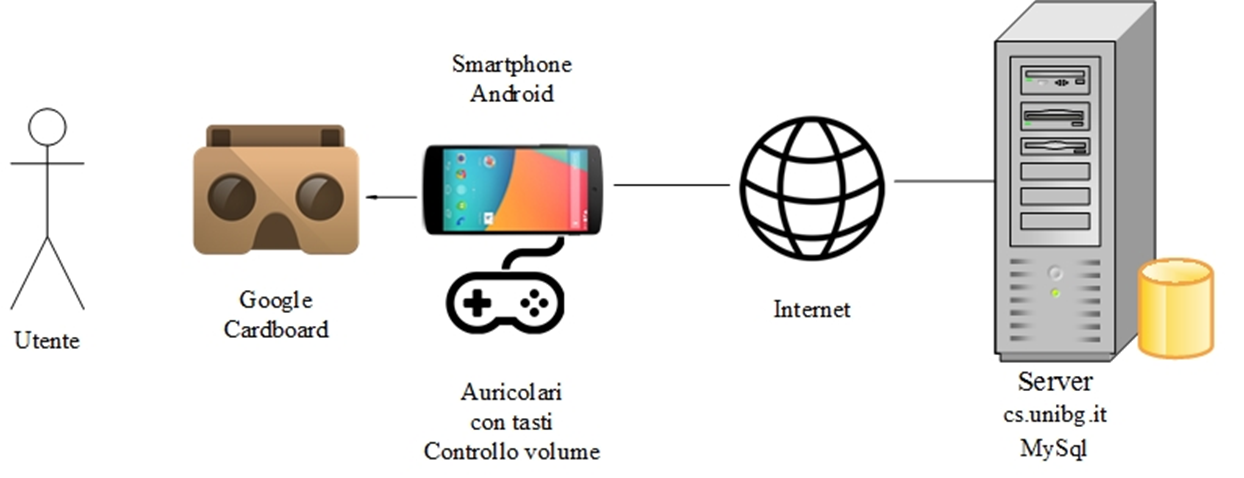 Utente
Google
Cardboard
Smartphone
Android
Auricolari
con tasti
Controllo volume
Internet
Server
cs.unibg.it
MySql